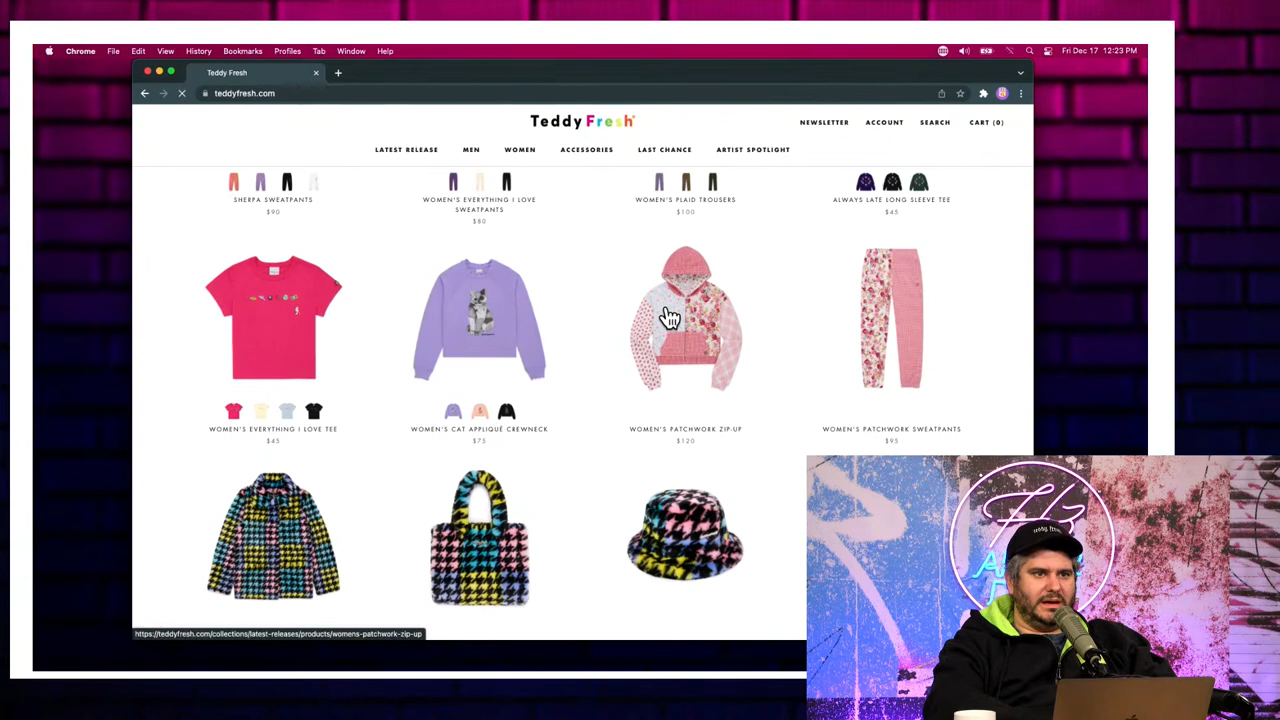 Chrome File Edit View History Bookmarks Profiles Tab Window Help Fri Dec 17 12:23 PM
Teddy Fresh
teddyfresh.com
Teddy Fresh
NEWSLETTER ACCOUNT SEARCH CART (0)
LATEST RELEASE MEN WOMEN ACCESSORIES LAST CHANCE ARTIST SPOTLIGHT
SHERPA SWEATPANTS
$90
WOMEN'S EVERYTHING I LOVE
SWEATPANTS
$80
WOMEN'S PLAID TROUSERS
$100
ALWAYS LATE LONG SLEEVE TEE
$45
WOMEN'S EVERYTHING I LOVE TEE
$45
WOMEN'S CAT APPLIQUÉ CREWNECK
$75
WOMEN'S PATCHWORK ZIP-UP
$120
WOMEN'S PATCHWORK SWEATPANTS
$95
https://teddyfresh.com/collections/latest-releases/products/womens-patchwork-zip-up